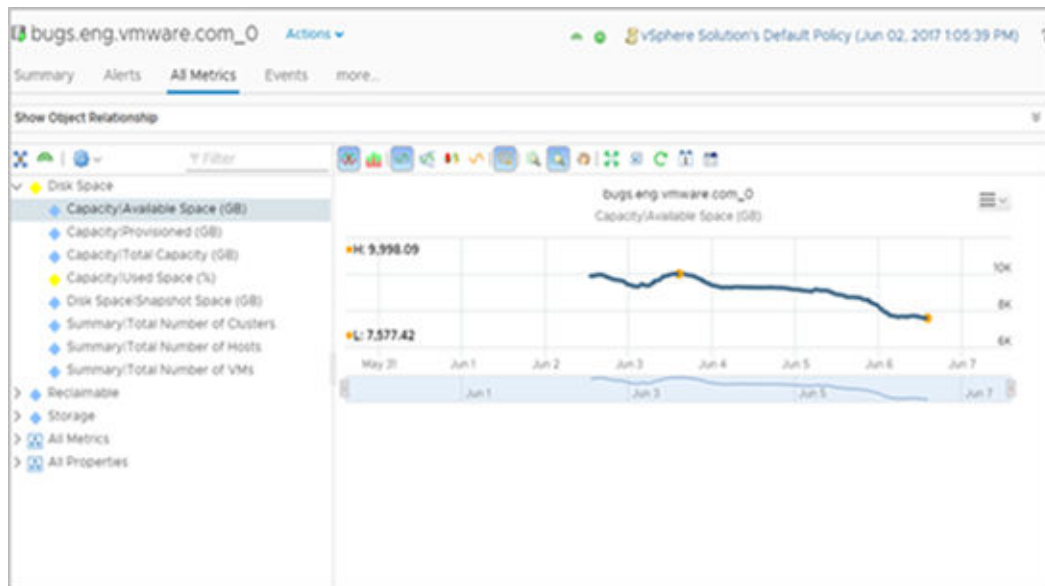 bugs.eng.vmware.com_0 Actions vSphere Solution's Default Policy (Jun 02, 2017 1:05:39 PM)
Summary Alerts All Metrics Events more...
Show Object Relationship
Filter
Disk Space
Capacity|Available Space (GB)
Capacity|Provisioned (GB)
Capacity|Total Capacity (GB)
Capacity|Used Space (%)
Disk Space|Snapshot Space (GB)
Summary|Total Number of Clusters
Summary|Total Number of Hosts
Summary|Total Number of VMs
Reclaimable
Storage
All Metrics
All Properties
bugs.eng.vmware.com_0
Capacity|Available Space (GB)
H: 9,998.09
10K
8K
L: 7,577.42
6K
May 31 Jun 1 Jun 2 Jun 3 Jun 4 Jun 5 Jun 6 Jun 7
Jun 1 Jun 3 Jun 5 Jun 7